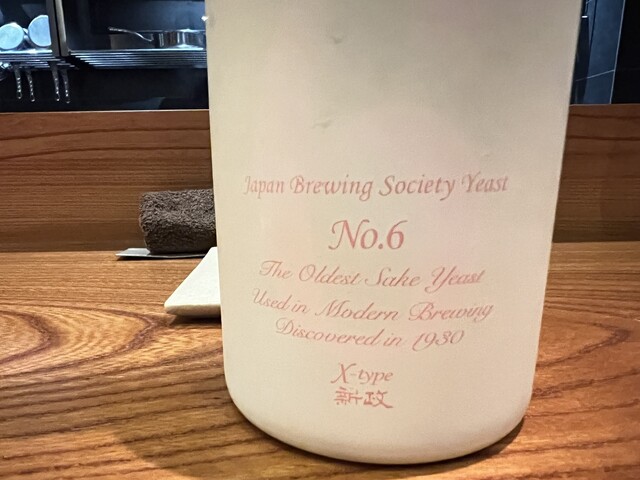 Japan Brewing Society Yeast
No.6
The Oldest Sake Yeast
Used in Modern Brewing
Discovered in 1930
X-type
新政